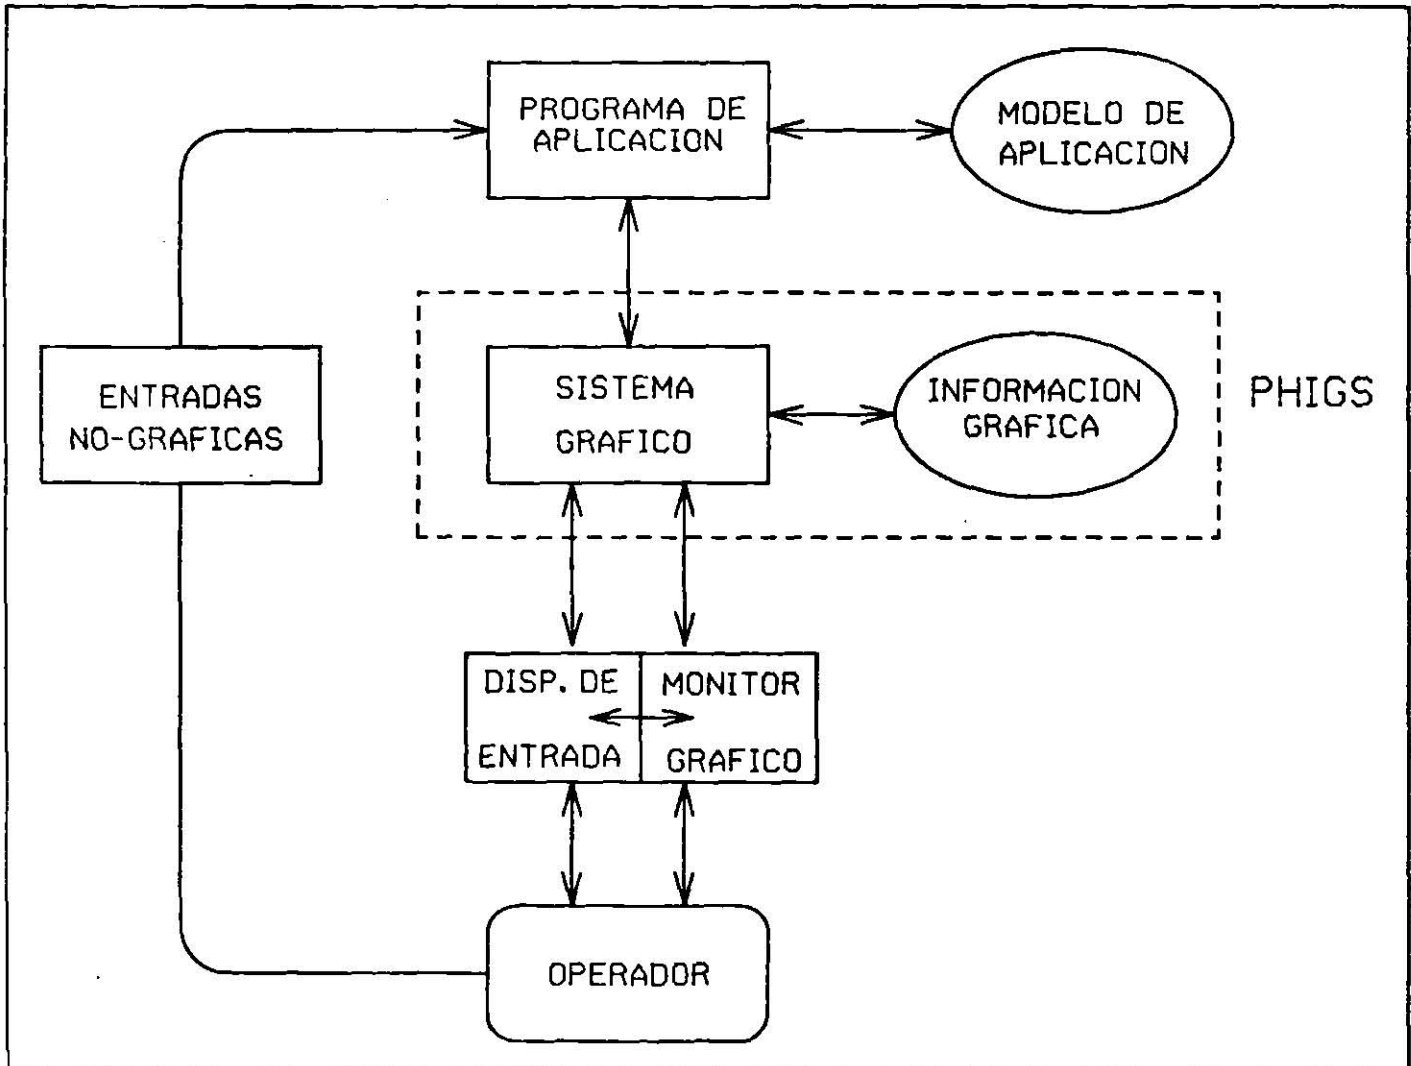 PROGRAMA DE
APLICACION
MODELO DE
APLICACION
ENTRADAS
NO-GRAFICAS
SISTEMA
GRAFICO
INFORMACION
GRAFICA
PHIGS
DISP. DE
ENTRADA
MONITOR
GRAFICO
OPERADOR